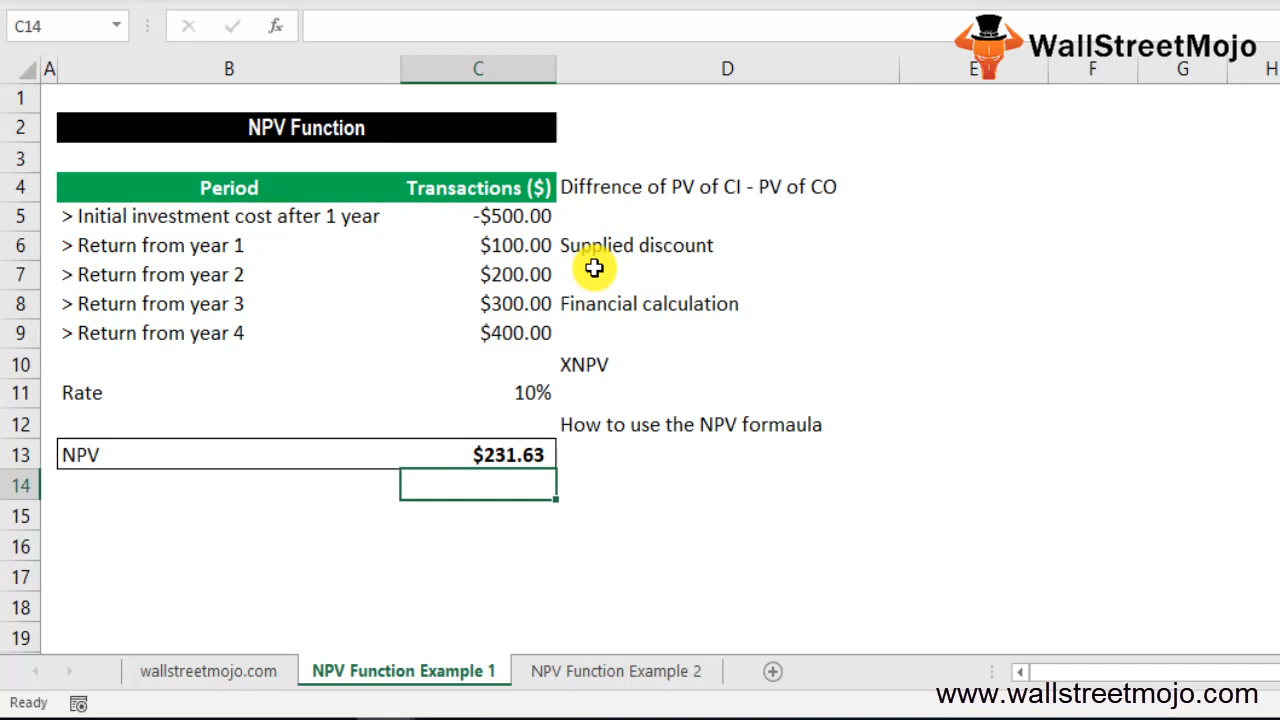 C14
fx
WallStreetMojo
A B C D E F G H
1
2 NPV Function
3
4 Period Transactions ($) Diffrence of PV of CI - PV of CO
5 > Initial investment cost after 1 year -$500.00
6 > Return from year 1 $100.00 Supplied discount
7 > Return from year 2 $200.00
8 > Return from year 3 $300.00 Financial calculation
9 > Return from year 4 $400.00
10 XNPV
11 Rate 10%
12 How to use the NPV formaula
13 NPV $231.63
14
15
16
17
18
19
wallstreetmojo.com NPV Function Example 1 NPV Function Example 2
Ready
www.wallstreetmojo.com